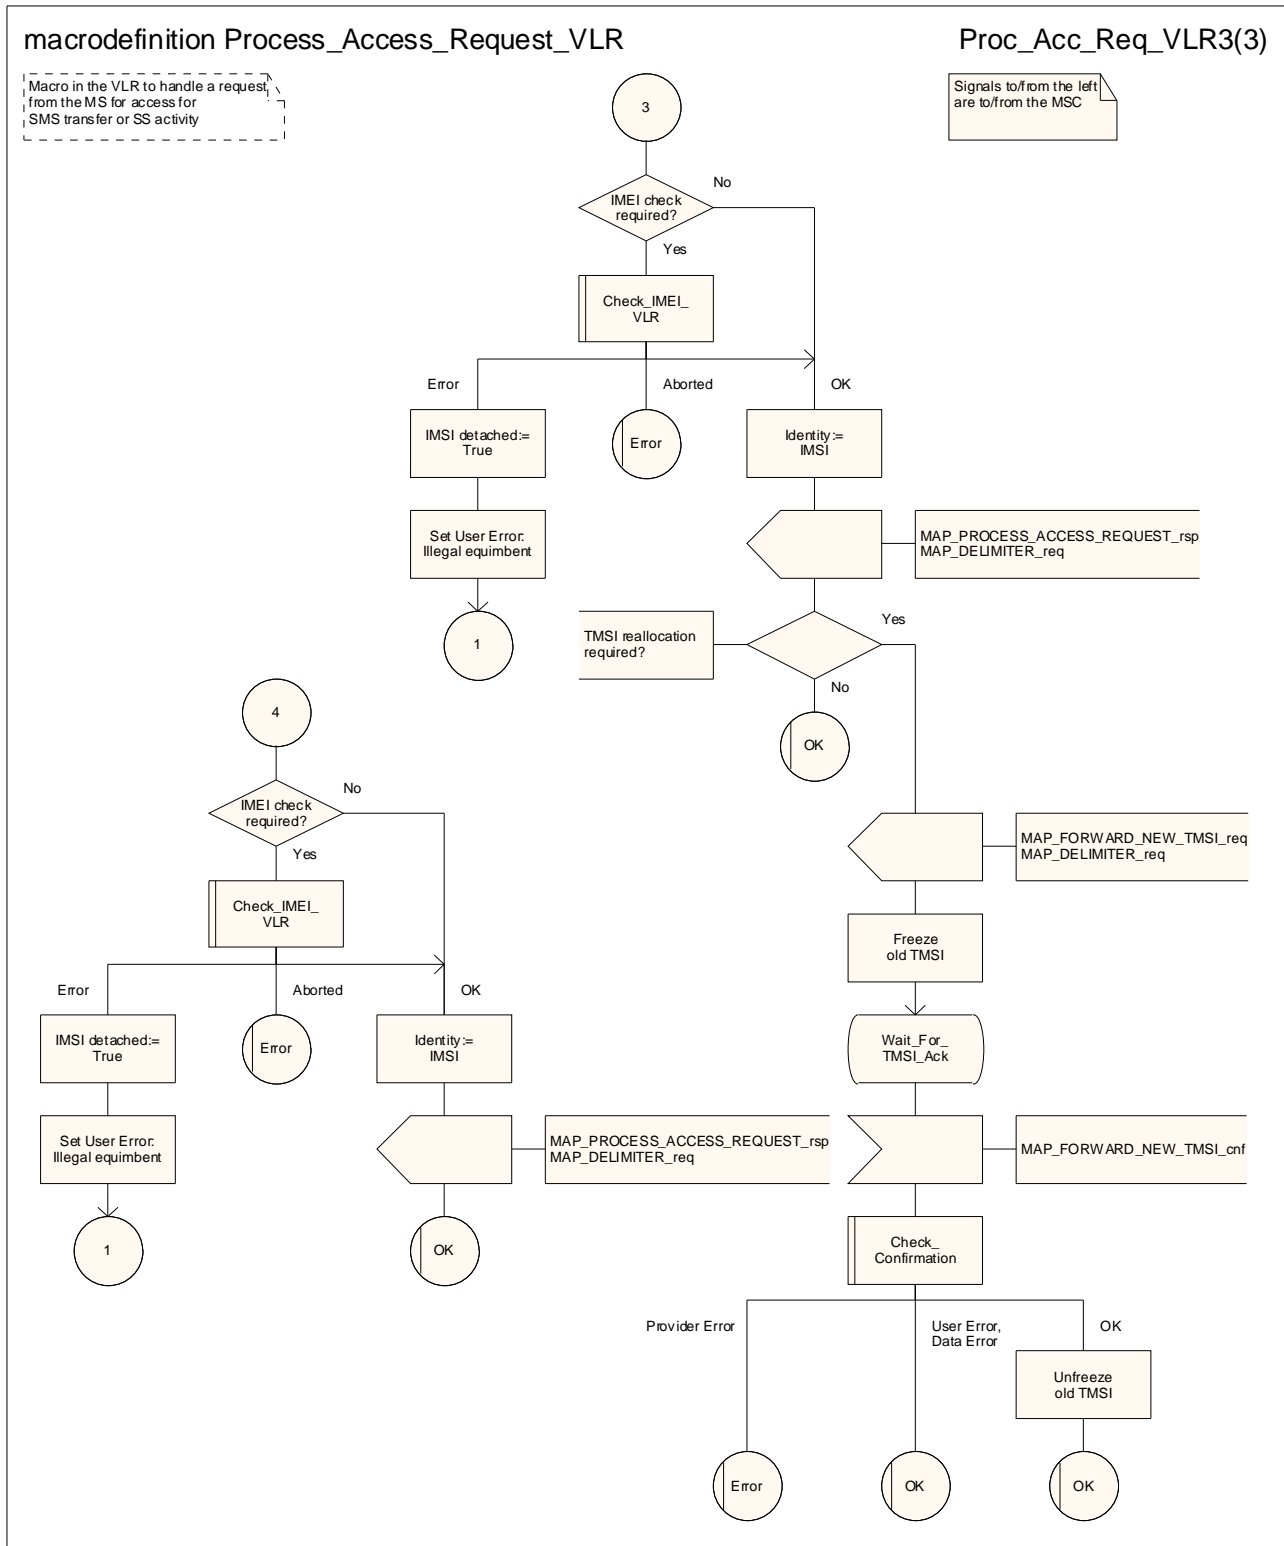 macrodefinition Process_Access_Request_VLR
Proc_Acc_Req_VLR3(3)
Macro in the VLR to handle a request
from the MS for access for
SMS transfer or SS activity
Signals to/from the left
are to/from the MSC
3
IMEI check
required?
No
Yes
Check_IMEI_
VLR
Error
Aborted
OK
IMSI detached:=
True
Error
Identity:=
IMSI
Set User Error:
Illegal equimbent
MAP_PROCESS_ACCESS_REQUEST_rsp
MAP_DELIMITER_req
1
TMSI reallocation
required?
Yes
No
OK
4
IMEI check
required?
No
Yes
Check_IMEI_
VLR
Error
Aborted
OK
IMSI detached:=
True
Error
Identity:=
IMSI
Set User Error:
Illegal equimbent
MAP_PROCESS_ACCESS_REQUEST_rsp
MAP_DELIMITER_req
1
OK
MAP_FORWARD_NEW_TMSI_req
MAP_DELIMITER_req
Freeze
old TMSI
Wait_For_
TMSI_Ack
MAP_FORWARD_NEW_TMSI_cnf
Check_
Confirmation
Provider Error
User Error,
Data Error
OK
Unfreeze
old TMSI
Error
OK
OK